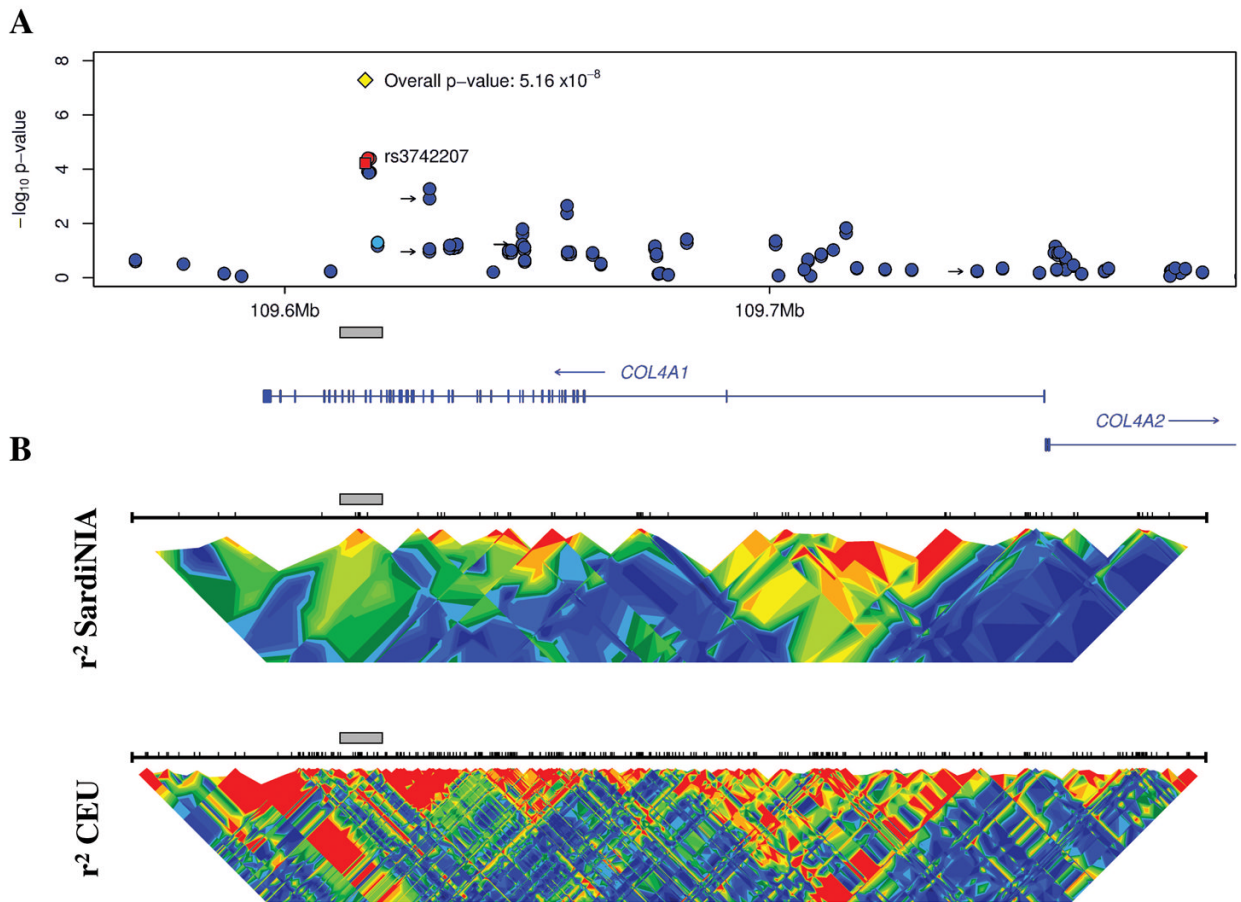 A
8
6
4
2
0
−log10 p−value
Overall p−value: 5.16 x10−8
rs3742207
109.6Mb
109.7Mb
COL4A1
COL4A2
B
r2 SardiNIA
r2 CEU